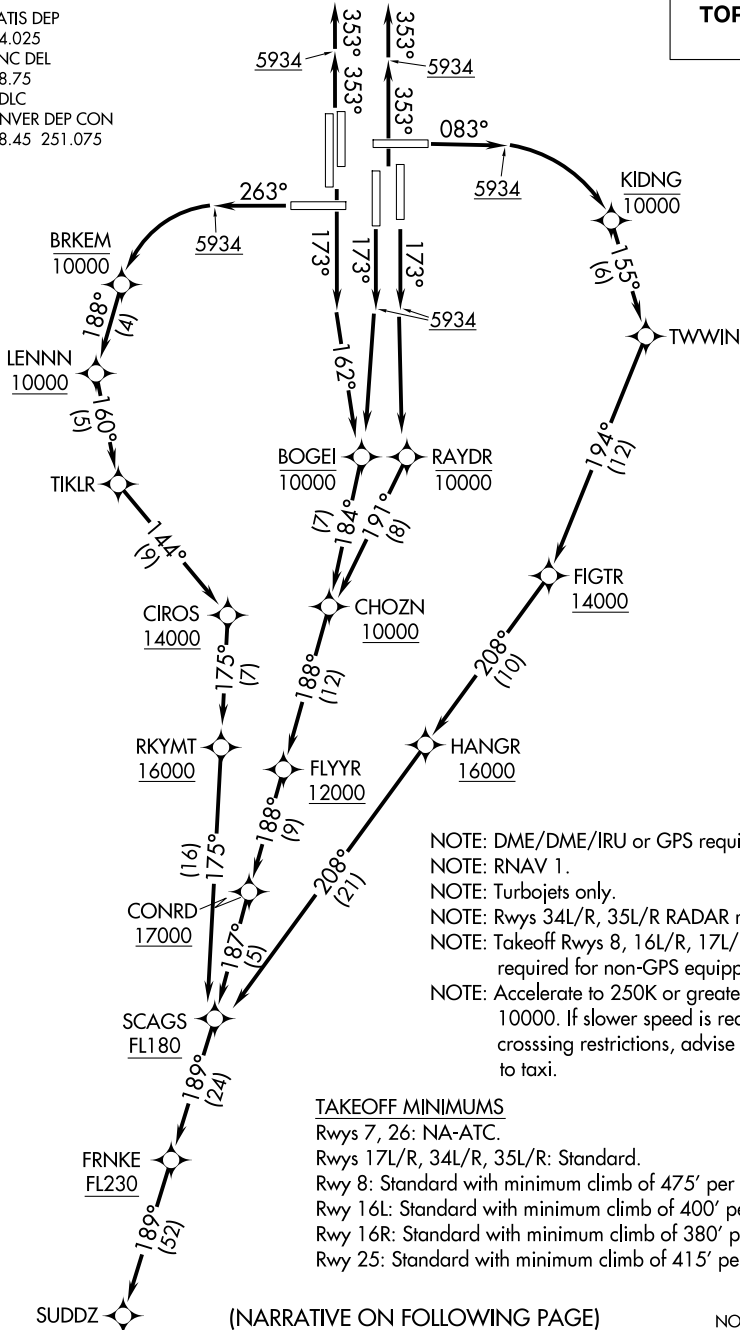 ATIS DEP
4.025
NC DEL
8.75
DLC
NVER DEP CON
8.45 251.075
TOP
353°
353°
5934
5934
353°
353°
083°
5934
KIDNG
10000
263°
5934
BRKEM
10000
173°
173°
173°
5934
155°
(6)
188°
(4)
TWWIN
LENNN
10000
162°
160°
(5)
194°
(12)
BOGEI
10000
RAYDR
10000
TIKLR
184°
(7)
191°
(8)
144°
(9)
FIGTR
14000
CIROS
14000
CHOZN
10000
175°
(7)
188°
(12)
208°
(10)
RKYMT
16000
HANGR
16000
FLYYR
12000
188°
(9)
175°
(16)
208°
(21)
CONRD
17000
187°
(5)
SCAGS
FL180
189°
(24)
FRNKE
FL230
189°
(52)
SUDDZ
NOTE: DME/DME/IRU or GPS requi
NOTE: RNAV 1.
NOTE: Turbojets only.
NOTE: Rwys 34L/R, 35L/R RADAR r
NOTE: Takeoff Rwys 8, 16L/R, 17L/
required for non-GPS equipp
NOTE: Accelerate to 250K or greate
10000. If slower speed is rec
crosssing restrictions, advise
to taxi.
TAKEOFF MINIMUMS
Rwys 7, 26: NA-ATC.
Rwys 17L/R, 34L/R, 35L/R: Standard.
Rwy 8: Standard with minimum climb of 475' per
Rwy 16L: Standard with minimum climb of 400' pe
Rwy 16R: Standard with minimum climb of 380' p
Rwy 25: Standard with minimum climb of 415' pe
(NARRATIVE ON FOLLOWING PAGE)
NO